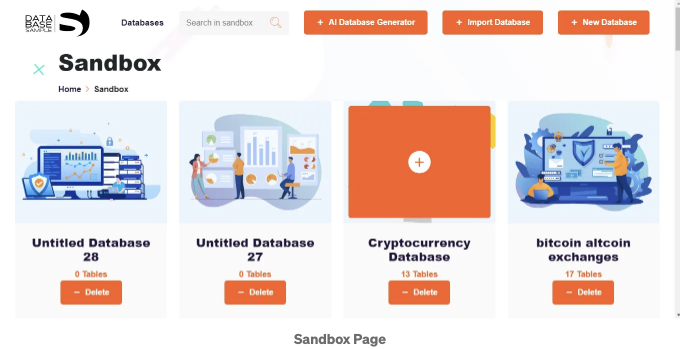 DATA
BASE
SAMPLE
Databases
Search in sandbox
+ AI Database Generator
+ Import Database
+ New Database
Sandbox
Home > Sandbox
Untitled Database
28
0 Tables
− Delete
Untitled Database
27
0 Tables
− Delete
Cryptocurrency
Database
13 Tables
− Delete
bitcoin altcoin
exchanges
17 Tables
− Delete
Sandbox Page